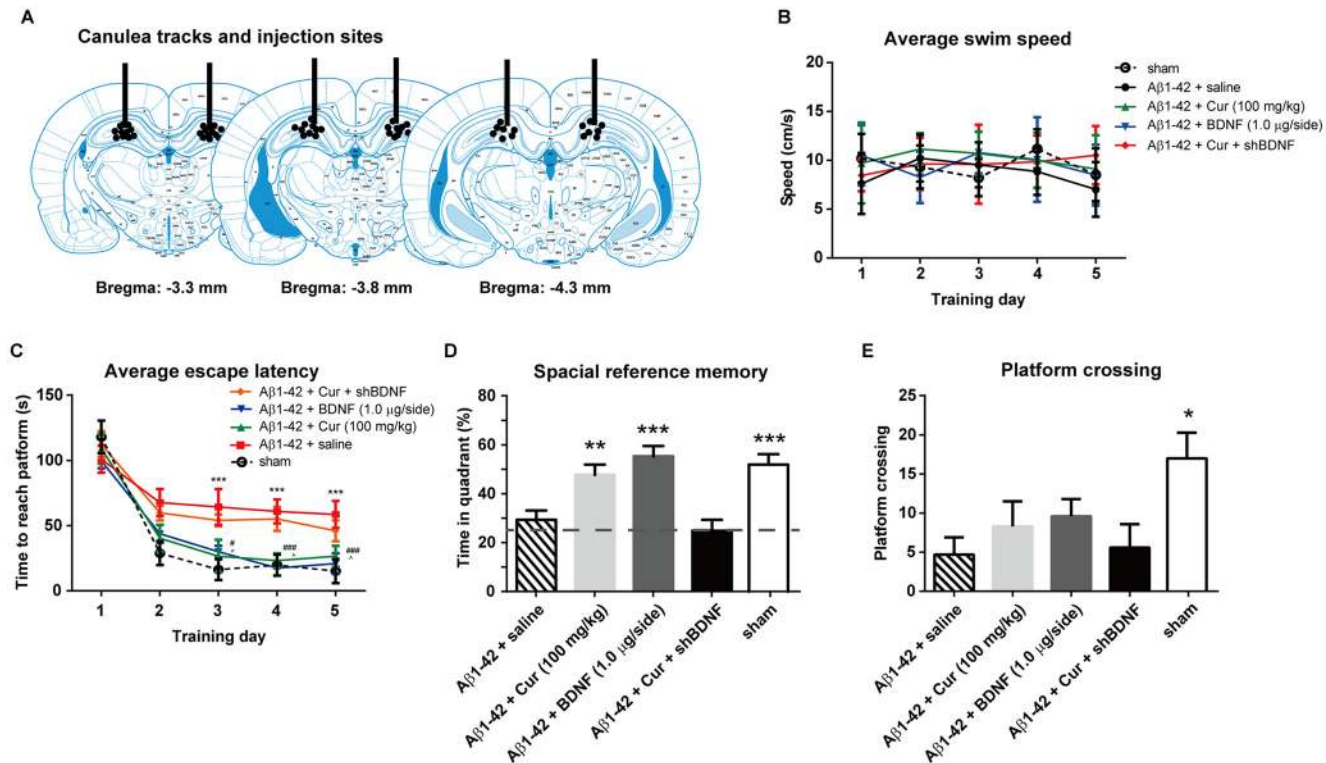 A
Canulea tracks and injection sites
Bregma: -3.3 mm
Bregma: -3.8 mm
Bregma: -4.3 mm
B
Average swim speed
Speed (cm/s)
20
15
10
5
0
1 2 3 4 5
Training day
sham
Aβ1-42 + saline
Aβ1-42 + Cur (100 mg/kg)
Aβ1-42 + BDNF (1.0 μg/side)
Aβ1-42 + Cur + shBDNF
C
Average escape latency
Time to reach patform (s)
150
100
50
0
1 2 3 4 5
Training day
Aβ1-42 + Cur + shBDNF
Aβ1-42 + BDNF (1.0 μg/side)
Aβ1-42 + Cur (100 mg/kg)
Aβ1-42 + saline
sham
*** *** ***
# ### ###
^ ^ ^
D
Spacial reference memory
Time in quadrant (%)
80
60
40
20
0
** *** ***
Aβ1-42 + saline
Aβ1-42 + Cur (100 mg/kg)
Aβ1-42 + BDNF (1.0 μg/side)
Aβ1-42 + Cur + shBDNF
sham
E
Platform crossing
Platform crossing
25
20
15
10
5
0
*
Aβ1-42 + saline
Aβ1-42 + Cur (100 mg/kg)
Aβ1-42 + BDNF (1.0 μg/side)
Aβ1-42 + Cur + shBDNF
sham